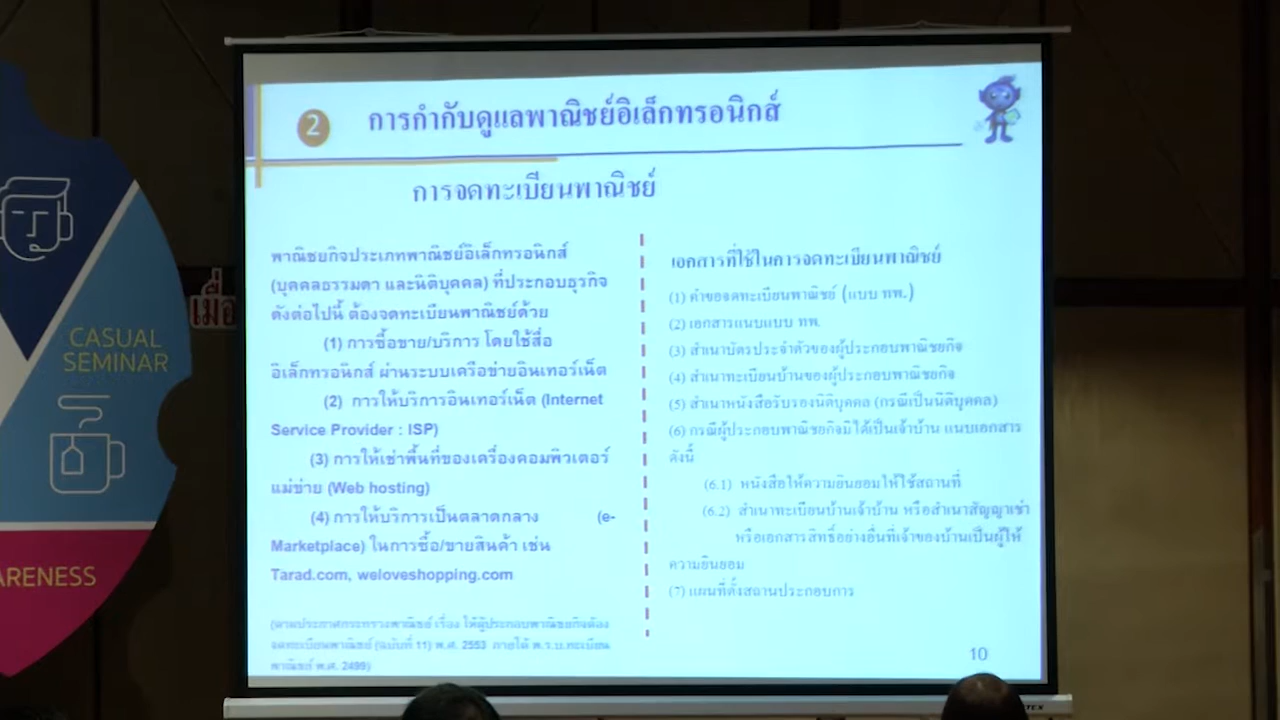 2 การกำกับดูแลพาณิชย์อิเล็กทรอนิกส์
การจดทะเบียนพาณิชย์
พาณิชยกิจประเภทพาณิชย์อิเล็กทรอนิกส์
(บุคคลธรรมดา และนิติบุคคล) ที่ประกอบธุรกิจ
ดังต่อไปนี้ ต้องจดทะเบียนพาณิชย์ด้วย
(1) การซื้อขาย/บริการ โดยใช้สื่อ
อิเล็กทรอนิกส์ ผ่านระบบเครือข่ายอินเทอร์เน็ต
(2) การให้บริการอินเทอร์เน็ต (Internet
Service Provider : ISP)
(3) การให้เช่าพื้นที่ของเครื่องคอมพิวเตอร์
แม่ข่าย (Web hosting)
(4) การให้บริการเป็นตลาดกลาง (e-
Marketplace) ในการซื้อ/ขายสินค้า เช่น
Tarad.com, weloveshopping.com
(ตามประกาศกระทรวงพาณิชย์ เรื่อง ให้ผู้ประกอบพาณิชยกิจต้อง
จดทะเบียนพาณิชย์ (ฉบับที่ 11) พ.ศ. 2553 ภายใต้ พ.ร.บ.ทะเบียน
พาณิชย์ พ.ศ. 2499)
เอกสารที่ใช้ในการจดทะเบียนพาณิชย์
(1) คำขอจดทะเบียนพาณิชย์ (แบบ ทพ.)
(2) เอกสารแนบแบบ ทพ.
(3) สำเนาบัตรประจำตัวของผู้ประกอบพาณิชยกิจ
(4) สำเนาทะเบียนบ้านของผู้ประกอบพาณิชยกิจ
(5) สำเนาหนังสือรับรองนิติบุคคล (กรณีเป็นนิติบุคคล)
(6) กรณีผู้ประกอบพาณิชยกิจมิได้เป็นเจ้าบ้าน แนบเอกสาร
ดังนี้
(6.1) หนังสือให้ความยินยอมให้ใช้สถานที่
(6.2) สำเนาทะเบียนบ้านเจ้าบ้าน หรือสำเนาสัญญาเช่า
หรือเอกสารสิทธิ์อย่างอื่นที่เจ้าของบ้านเป็นผู้ให้
ความยินยอม
(7) แผนที่ตั้งสถานประกอบการ
10
เมื่อ
CASUAL
SEMINAR
ARENESS